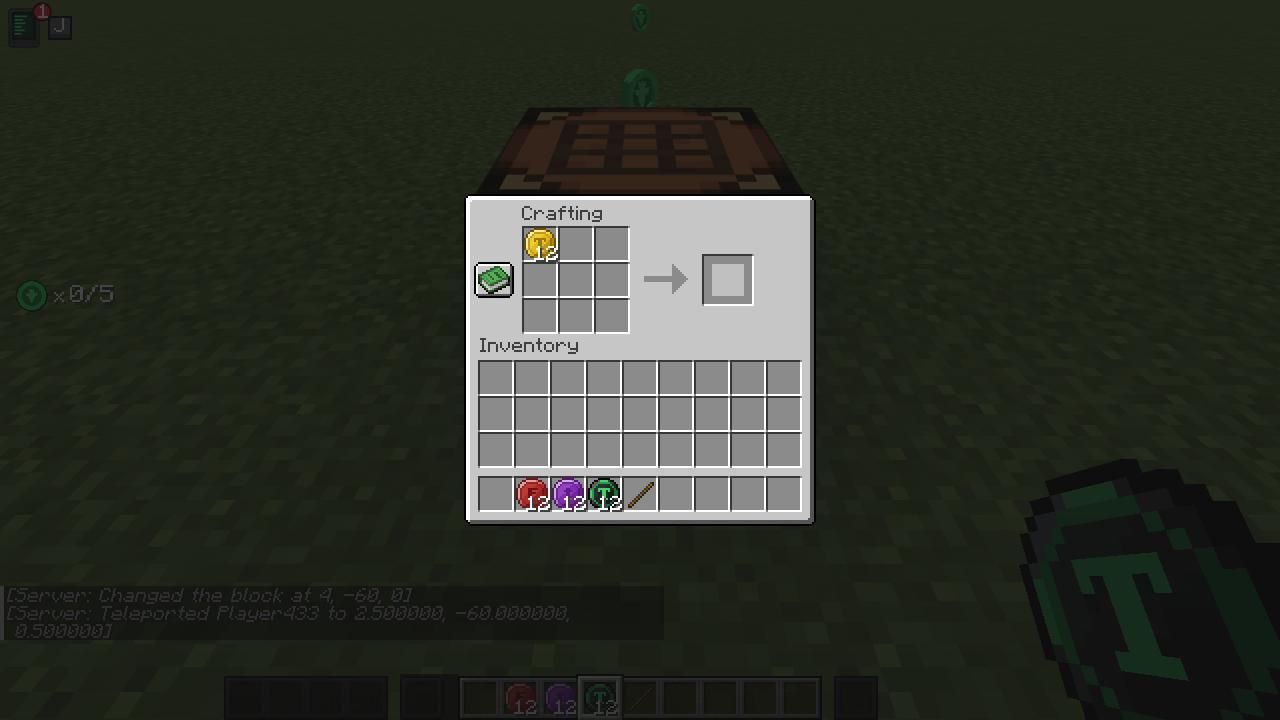 1
J
Crafting
T
12
x0/5
Inventory
12
12
T
12
[Server: Changed the block at 4, -60, 0]
[Server: Teleported Player433 to 2.500000, -60.000000,
0.500000]
T
12
12
T
12